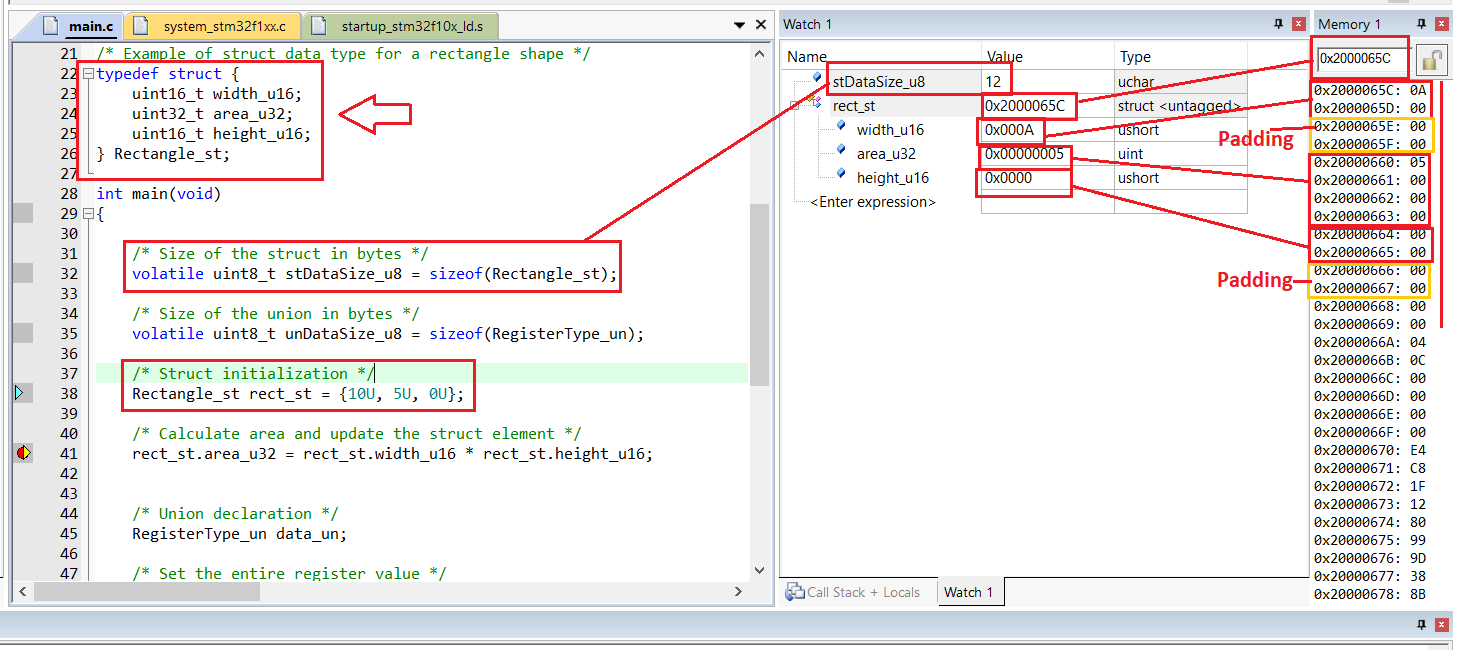 main.c system_stm32f1xx.c startup_stm32f10x_ld.s
21 /* Example of struct data type for a rectangle shape */
22 typedef struct {
23 uint16_t width_u16;
24 uint32_t area_u32;
25 uint16_t height_u16;
26 } Rectangle_st;
27
28 int main(void)
29 {
30
31 /* Size of the struct in bytes */
32 volatile uint8_t stDataSize_u8 = sizeof(Rectangle_st);
33
34 /* Size of the union in bytes */
35 volatile uint8_t unDataSize_u8 = sizeof(RegisterType_un);
36
37 /* Struct initialization */
38 Rectangle_st rect_st = {10U, 5U, 0U};
39
40 /* Calculate area and update the struct element */
41 rect_st.area_u32 = rect_st.width_u16 * rect_st.height_u16;
42
43
44 /* Union declaration */
45 RegisterType_un data_un;
46
47 /* Set the entire register value */
Watch 1
Name Value Type
stDataSize_u8 12 uchar
rect_st 0x2000065C struct <untagged>
width_u16 0x000A ushort
area_u32 0x00000005 uint
height_u16 0x0000 ushort
<Enter expression>
Padding
Padding
Call Stack + Locals Watch 1
Memory 1
0x2000065C
0x2000065C: 0A
0x2000065D: 00
0x2000065E: 00
0x2000065F: 00
0x20000660: 05
0x20000661: 00
0x20000662: 00
0x20000663: 00
0x20000664: 00
0x20000665: 00
0x20000666: 00
0x20000667: 00
0x20000668: 00
0x20000669: 00
0x2000066A: 04
0x2000066B: 0C
0x2000066C: 00
0x2000066D: 00
0x2000066E: 00
0x2000066F: 00
0x20000670: E4
0x20000671: C8
0x20000672: 1F
0x20000673: 12
0x20000674: 80
0x20000675: 99
0x20000676: 9D
0x20000677: 38
0x20000678: 8B